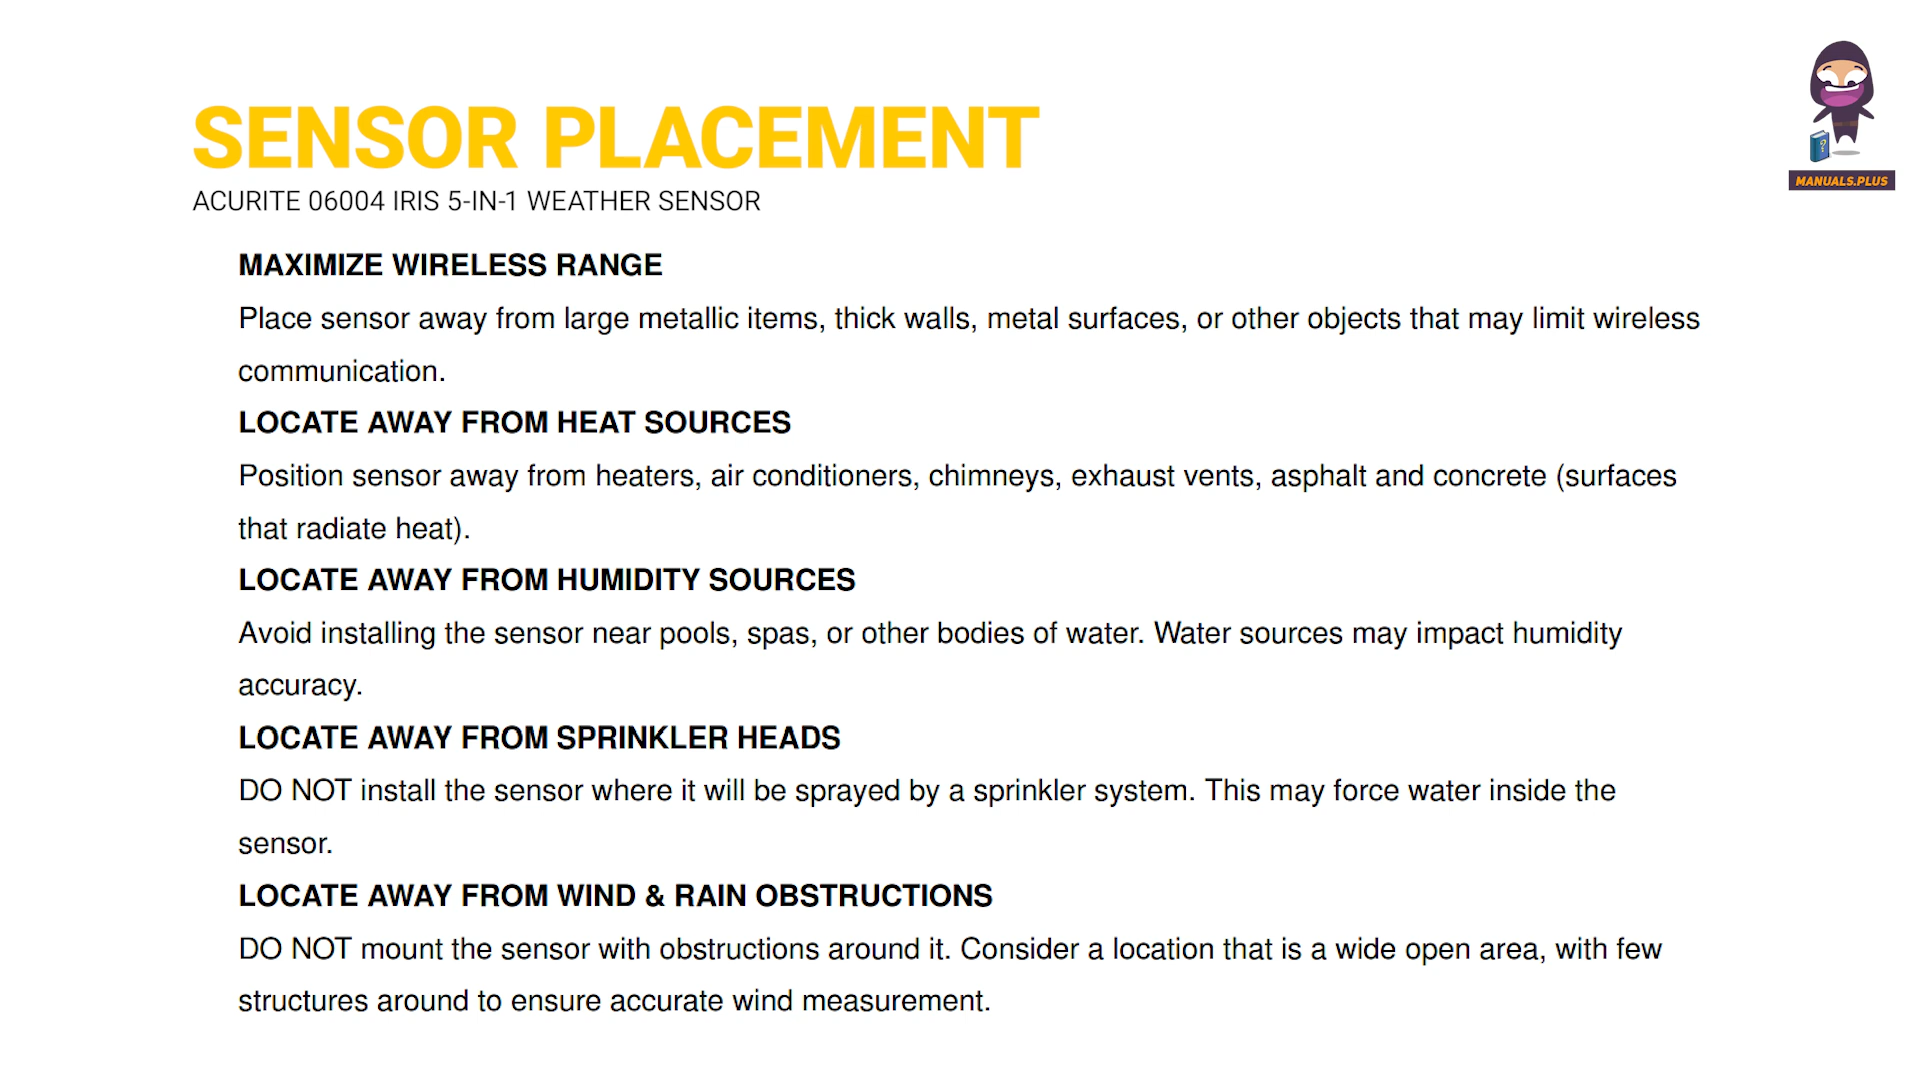 SENSOR PLACEMENT
ACURITE 06004 IRIS 5-IN-1 WEATHER SENSOR
MANUALS.PLUS
MAXIMIZE WIRELESS RANGE
Place sensor away from large metallic items, thick walls, metal surfaces, or other objects that may limit wireless
communication.
LOCATE AWAY FROM HEAT SOURCES
Position sensor away from heaters, air conditioners, chimneys, exhaust vents, asphalt and concrete (surfaces
that radiate heat).
LOCATE AWAY FROM HUMIDITY SOURCES
Avoid installing the sensor near pools, spas, or other bodies of water. Water sources may impact humidity
accuracy.
LOCATE AWAY FROM SPRINKLER HEADS
DO NOT install the sensor where it will be sprayed by a sprinkler system. This may force water inside the
sensor.
LOCATE AWAY FROM WIND & RAIN OBSTRUCTIONS
DO NOT mount the sensor with obstructions around it. Consider a location that is a wide open area, with few
structures around to ensure accurate wind measurement.